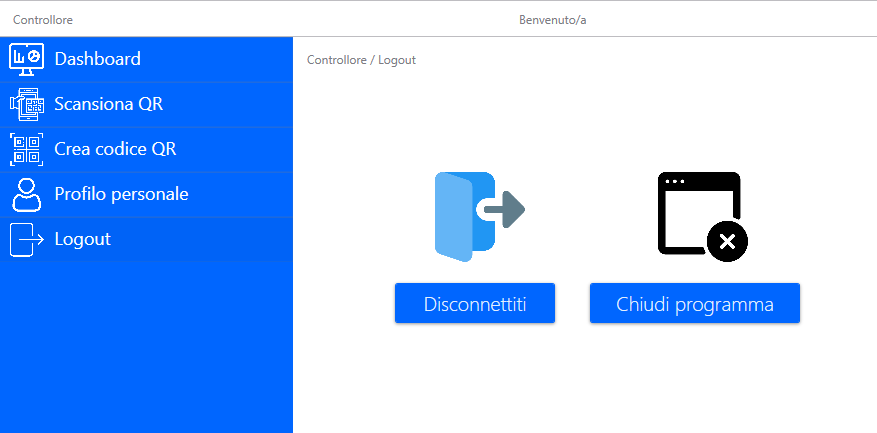 Controllore
Benvenuto/a
Dashboard
Scansiona QR
Crea codice QR
Profilo personale
Logout
Controllore / Logout
Disconnettiti
Chiudi programma